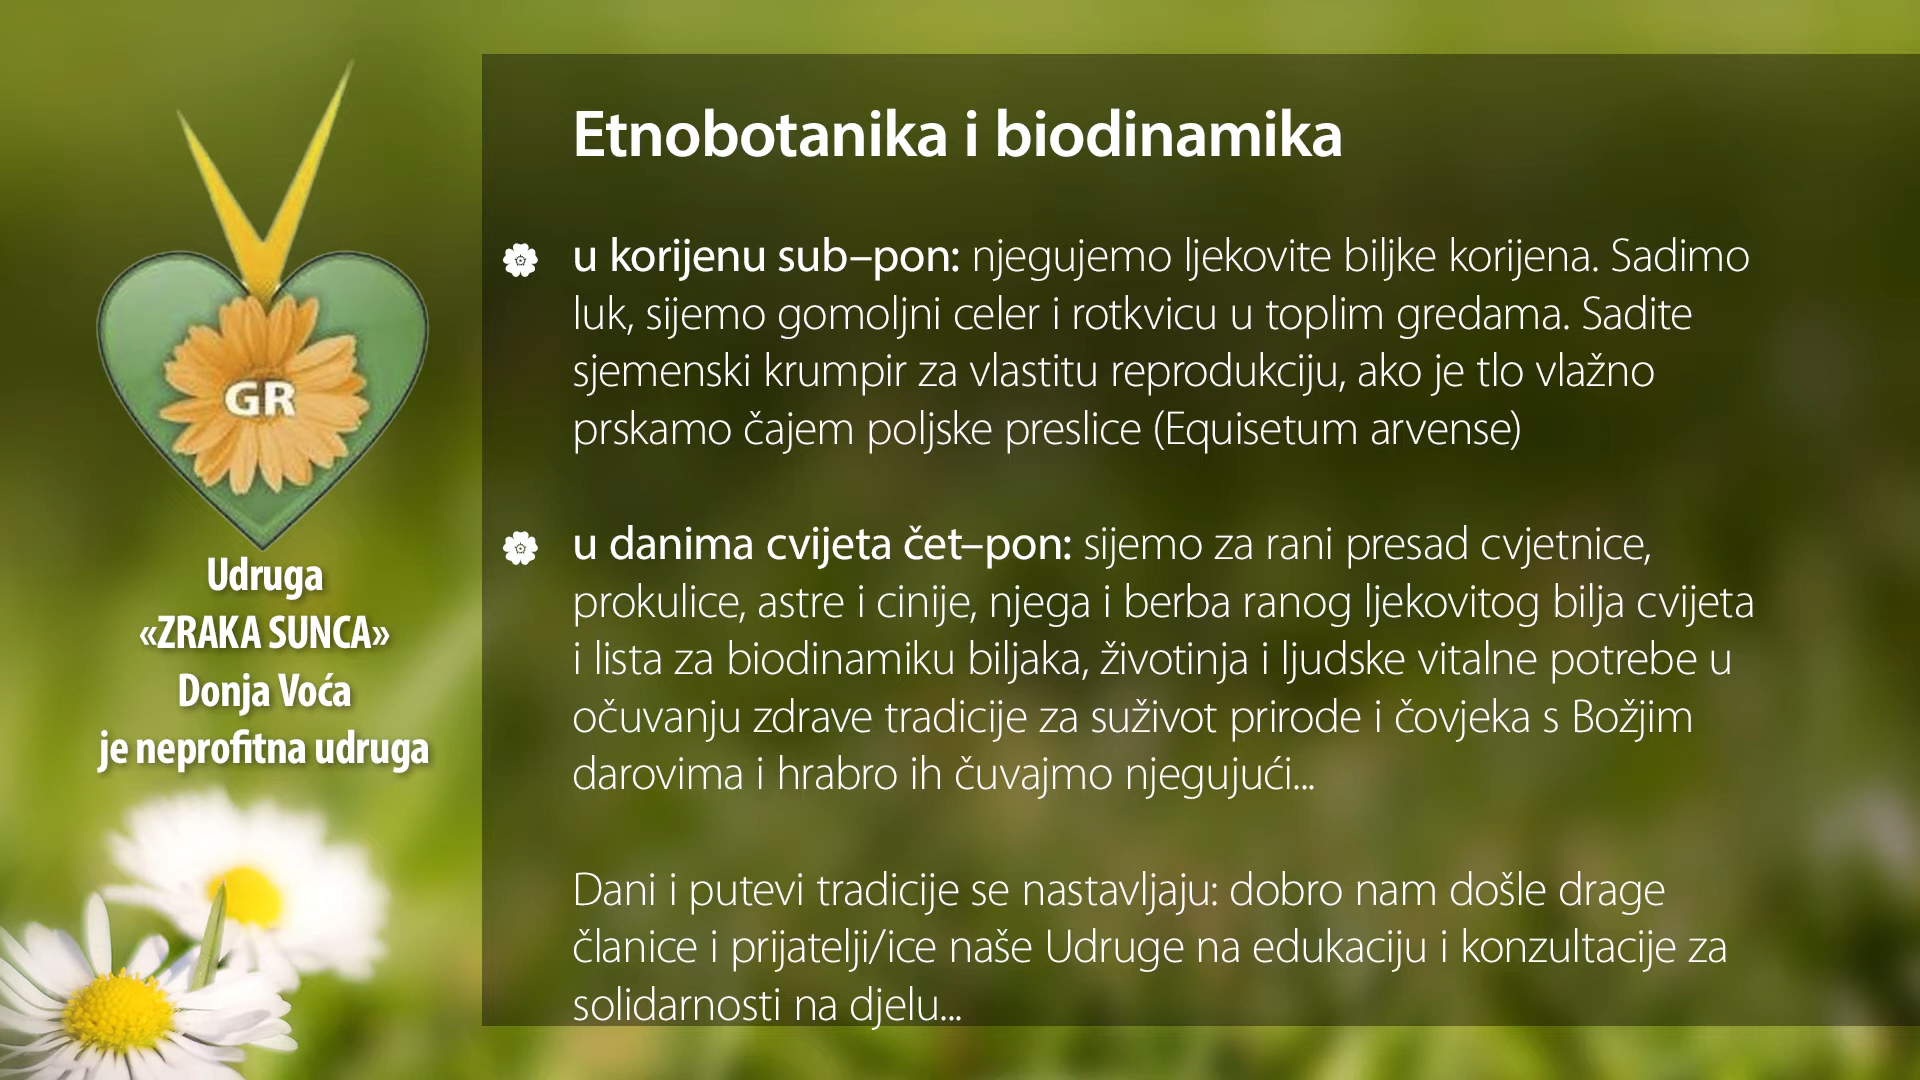 GR
Udruga
«ZRAKA SUNCA»
Donja Voća
je neprofitna udruga
Etnobotanika i biodinamika
u korijenu sub–pon: njegujemo ljekovite biljke korijena. Sadimo
luk, sijemo gomoljni celer i rotkvicu u toplim gredama. Sadite
sjemenski krumpir za vlastitu reprodukciju, ako je tlo vlažno
prskamo čajem poljske preslice (Equisetum arvense)
u danima cvijeta čet–pon: sijemo za rani presad cvjetnice,
prokulice, astre i cinije, njega i berba ranog ljekovitog bilja cvijeta
i lista za biodinamiku biljaka, životinja i ljudske vitalne potrebe u
očuvanju zdrave tradicije za suživot prirode i čovjeka s Božjim
darovima i hrabro ih čuvajmo njegujući...
Dani i putevi tradicije se nastavljaju: dobro nam došle drage
članice i prijatelji/ice naše Udruge na edukaciju i konzultacije za
solidarnosti na djelu...